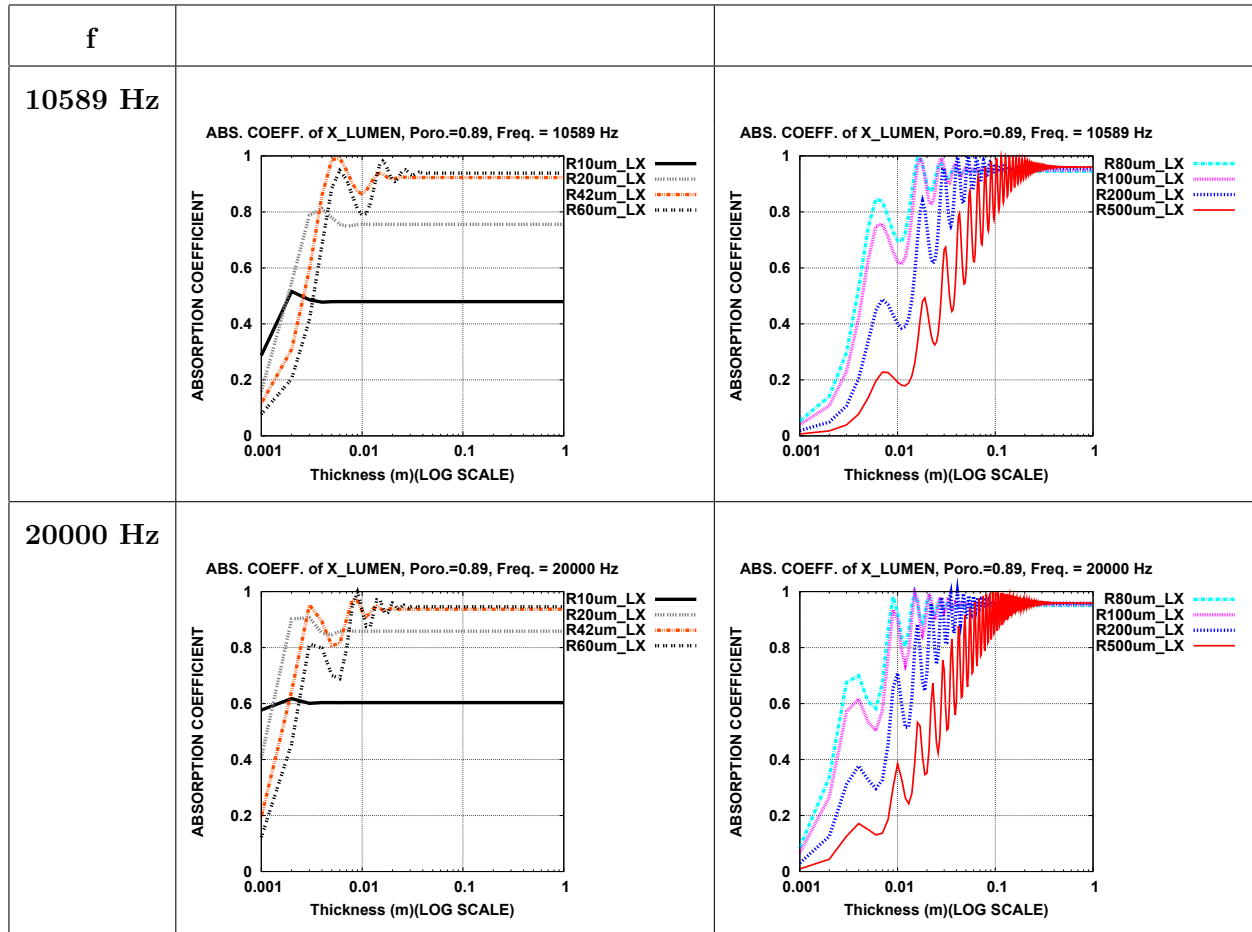 f
10589 Hz
ABS. COEFF. of X_LUMEN, Poro.=0.89, Freq. = 10589 Hz
ABSORPTION COEFFICIENT
1
0.8
0.6
0.4
0.2
0
0.001
0.01
0.1
1
Thickness (m)(LOG SCALE)
R10um_LX
R20um_LX
R42um_LX
R60um_LX
ABS. COEFF. of X_LUMEN, Poro.=0.89, Freq. = 10589 Hz
ABSORPTION COEFFICIENT
1
0.8
0.6
0.4
0.2
0
0.001
0.01
0.1
1
Thickness (m)(LOG SCALE)
R80um_LX
R100um_LX
R200um_LX
R500um_LX
20000 Hz
ABS. COEFF. of X_LUMEN, Poro.=0.89, Freq. = 20000 Hz
ABSORPTION COEFFICIENT
1
0.8
0.6
0.4
0.2
0
0.001
0.01
0.1
1
Thickness (m)(LOG SCALE)
R10um_LX
R20um_LX
R42um_LX
R60um_LX
ABS. COEFF. of X_LUMEN, Poro.=0.89, Freq. = 20000 Hz
ABSORPTION COEFFICIENT
1
0.8
0.6
0.4
0.2
0
0.001
0.01
0.1
1
Thickness (m)(LOG SCALE)
R80um_LX
R100um_LX
R200um_LX
R500um_LX